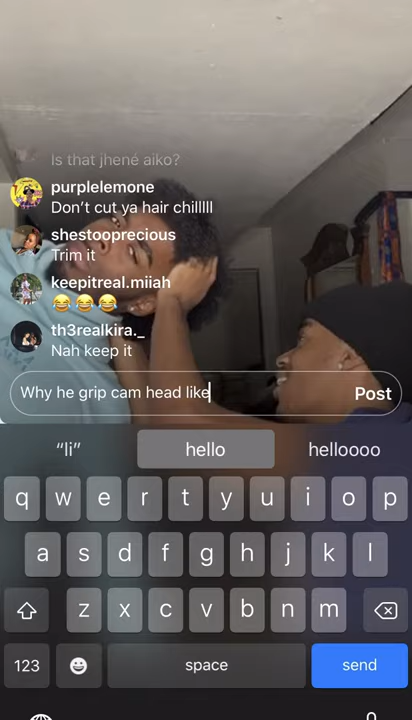 Is that jhené aiko?
purplelemone
Don't cut ya hair chilllll
shestooprecious
Trim it
keepitreal.miiah
😂😂😂
th3realkira._
Nah keep it
Why he grip cam head like
Post
“li”
hello
helloooo
q w e r t y u i o p
a s d f g h j k l
z x c v b n m
123
space
send